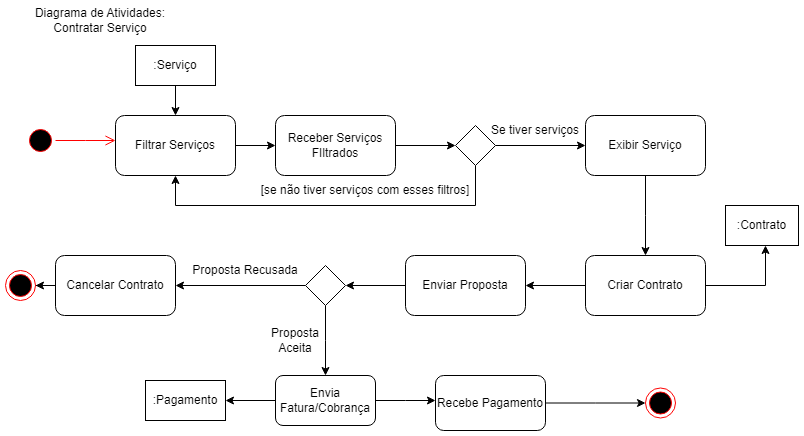 Diagrama de Atividades:
Contratar Serviço
:Serviço
Filtrar Serviços
Receber Serviços
FIltrados
Se tiver serviços
Exibir Serviço
[se não tiver serviços com esses filtros]
:Contrato
Cancelar Contrato
Proposta Recusada
Enviar Proposta
Criar Contrato
Proposta
Aceita
:Pagamento
Envia
Fatura/Cobrança
Recebe Pagamento